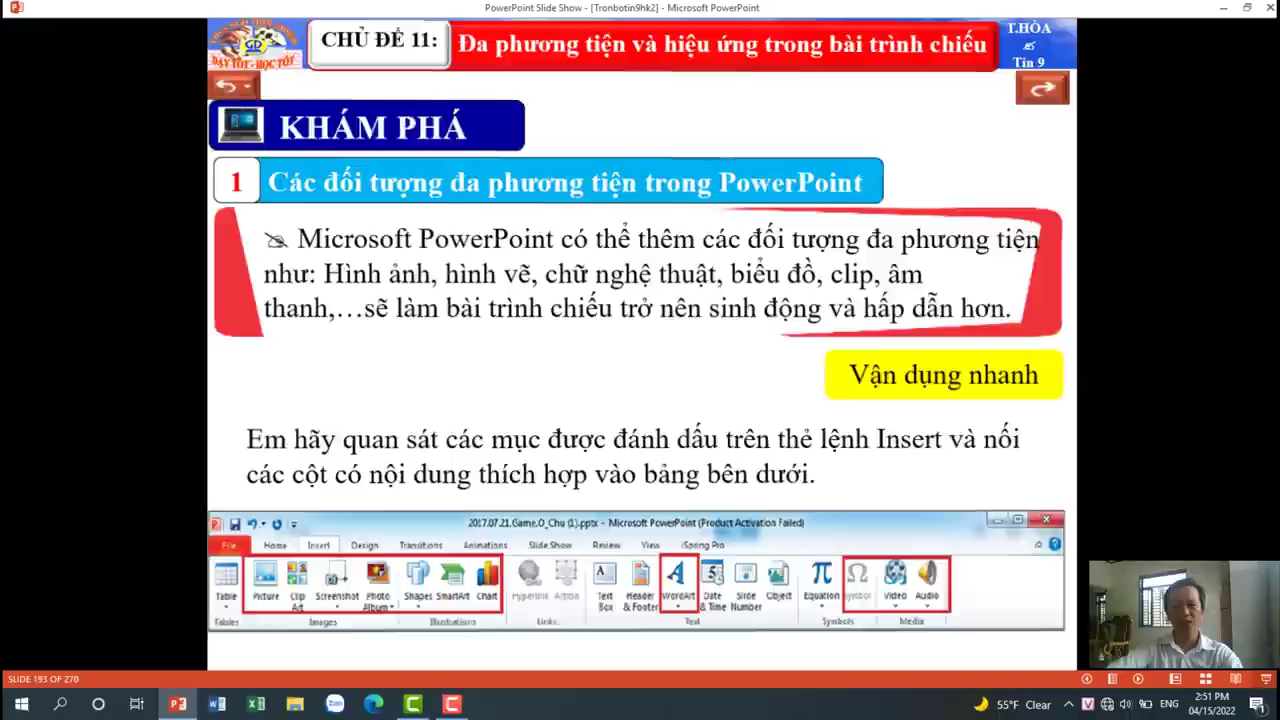 PowerPoint Slide Show - [Tronbotin9hk2] - Microsoft PowerPoint
CHỦ ĐỀ 11:
Đa phương tiện và hiệu ứng trong bài trình chiếu
T.HÒA
Tin 9
DẠY TỐT - HỌC TỐT
KHÁM PHÁ
1
Các đối tượng đa phương tiện trong PowerPoint
Microsoft PowerPoint có thể thêm các đối tượng đa phương tiện
như: Hình ảnh, hình vẽ, chữ nghệ thuật, biểu đồ, clip, âm
thanh,…sẽ làm bài trình chiếu trở nên sinh động và hấp dẫn hơn.
Vận dụng nhanh
Em hãy quan sát các mục được đánh dấu trên thẻ lệnh Insert và nối
các cột có nội dung thích hợp vào bảng bên dưới.
2017.07.21.Game.O_Chu (1).pptx - Microsoft PowerPoint (Product Activation Failed)
File Home Insert Design Transitions Animations Slide Show Review View iSpring Pro
Table Picture Clip Art Screenshot Photo Album Shapes SmartArt Chart Hyperlink Action Text Box Header & Footer WordArt Date & Time Slide Number Object Equation Symbol Video Audio
Tables Images Illustrations Links Text Symbols Media
SLIDE 193 OF 270
55°F Clear
ENG
2:51 PM
04/15/2022